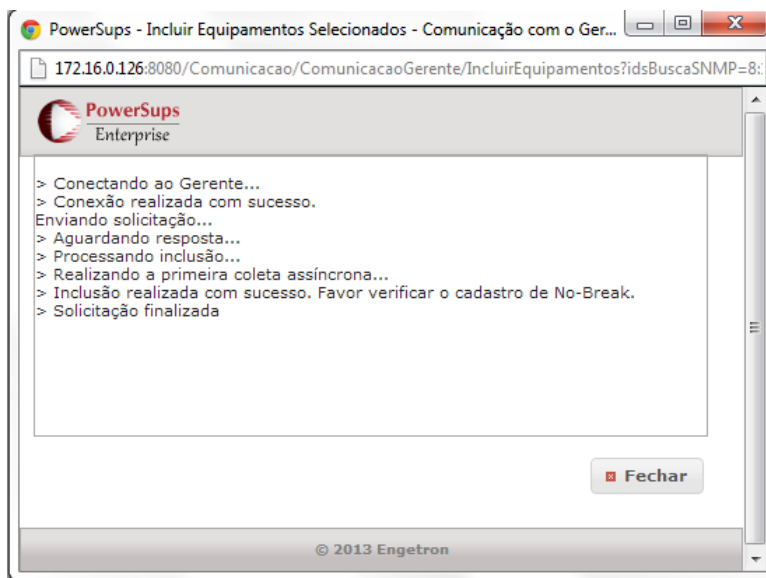 PowerSups - Incluir Equipamentos Selecionados - Comunicação com o Ger...
172.16.0.126:8080/Comunicacao/ComunicacaoGerente/IncluirEquipamentos?idsBuscaSNMP=8:
PowerSups
Enterprise
> Conectando ao Gerente...
> Conexão realizada com sucesso.
Enviando solicitação...
> Aguardando resposta...
> Processando inclusão...
> Realizando a primeira coleta assíncrona...
> Inclusão realizada com sucesso. Favor verificar o cadastro de No-Break.
> Solicitação finalizada
Fechar
© 2013 Engetron